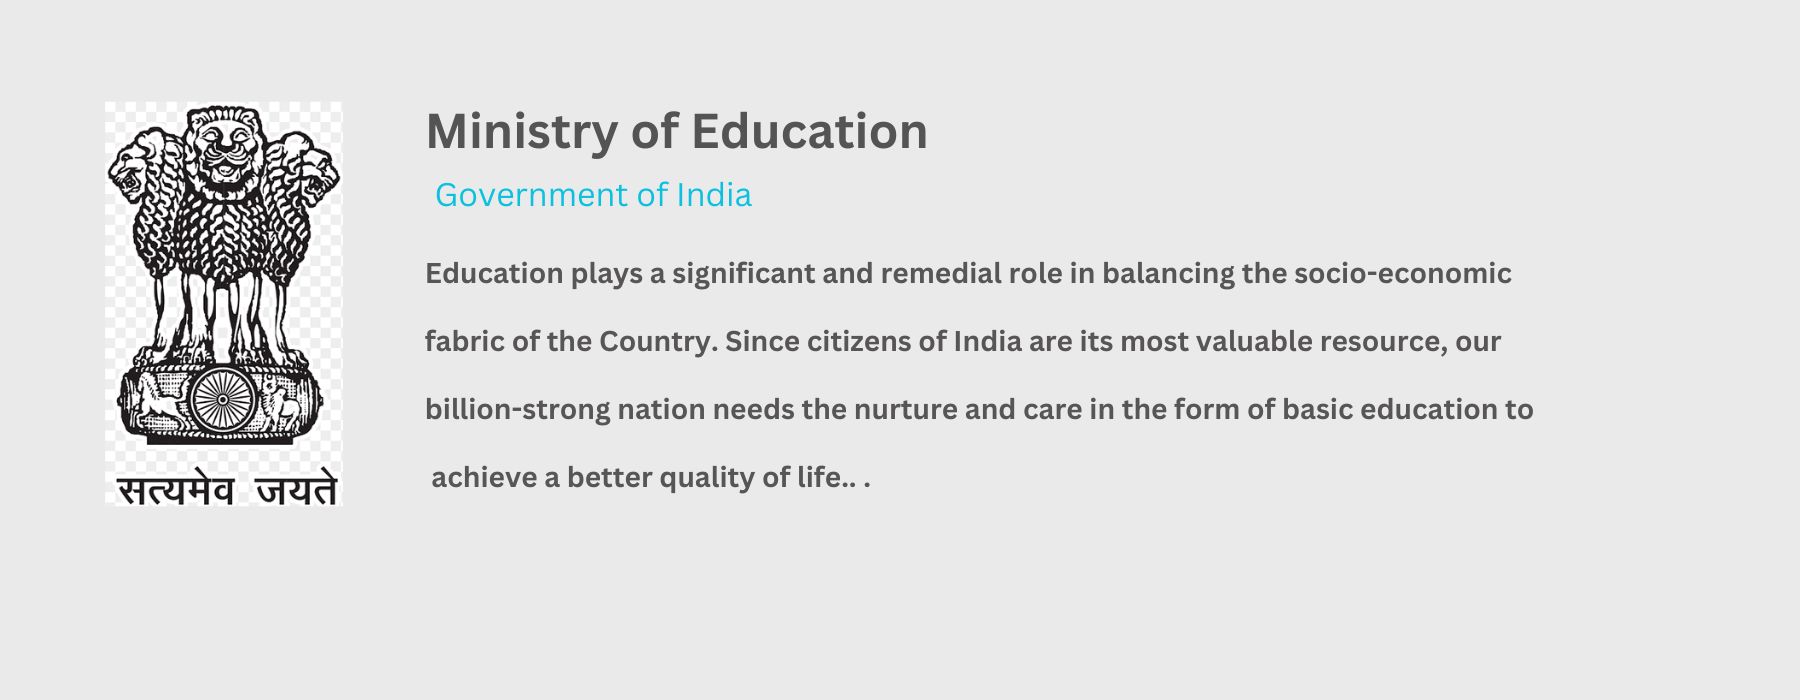 Ministry of Education
Government of India
Education plays a significant and remedial role in balancing the socio-economic
fabric of the Country. Since citizens of India are its most valuable resource, our
billion-strong nation needs the nurture and care in the form of basic education to
achieve a better quality of life.. .
सत्यमेव जयते